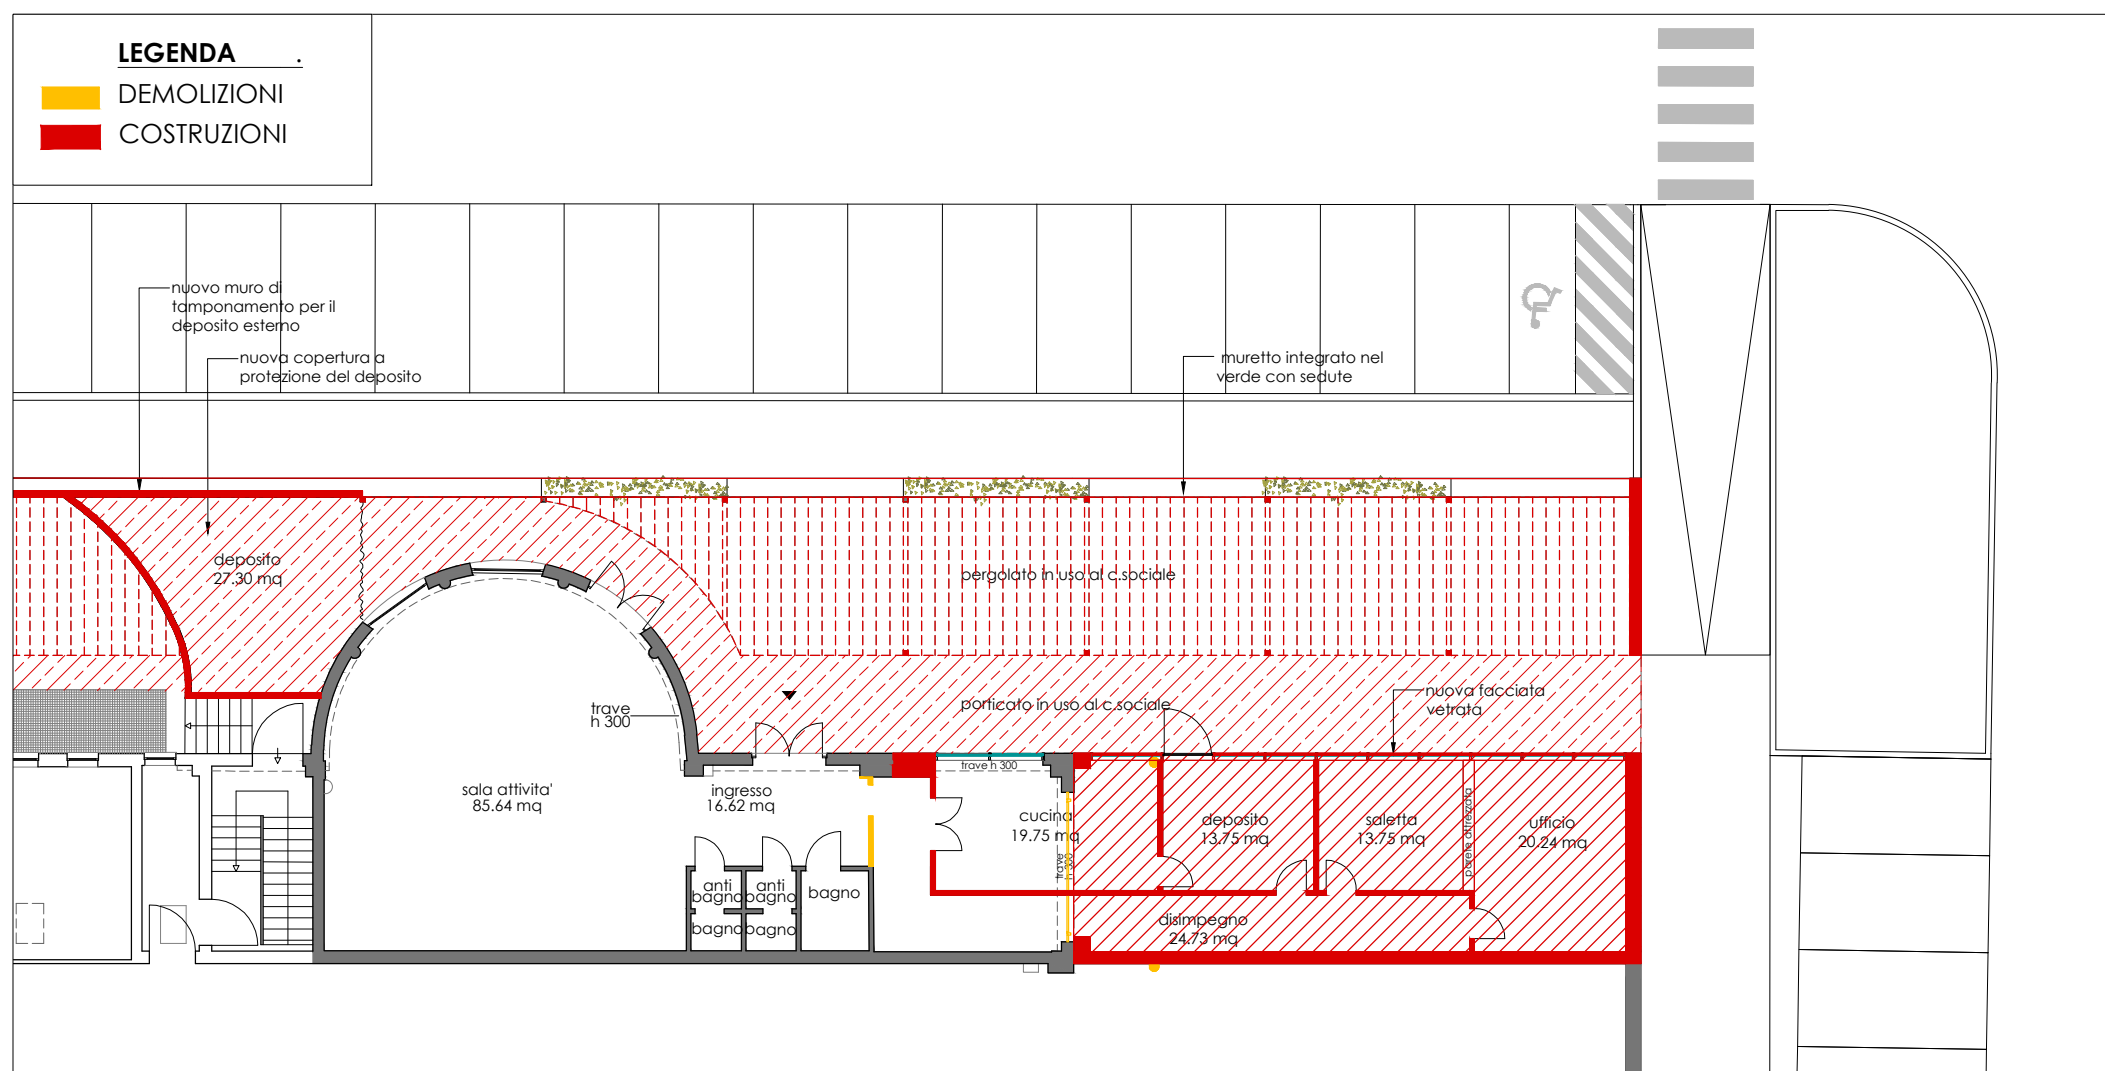 LEGENDA .
DEMOLIZIONI
COSTRUZIONI
nuovo muro di
tamponamento per il
deposito esterno
nuova copertura a
protezione del deposito
muretto integrato nel
verde con sedute
deposito
27.30 mq
pergolato in uso al c.sociale
trave
h 300
porticato in uso al c.sociale
nuova facciata
vetrata
trave h 300
sala attivita'
85.64 mq
ingresso
16.62 mq
cucina
19.75 mq
trave
h 300
deposito
13.75 mq
saletta
13.75 mq
parete attrezzata
ufficio
20.24 mq
anti
bagno
anti
bagno
bagno
bagno
bagno
disimpegno
24.73 mq